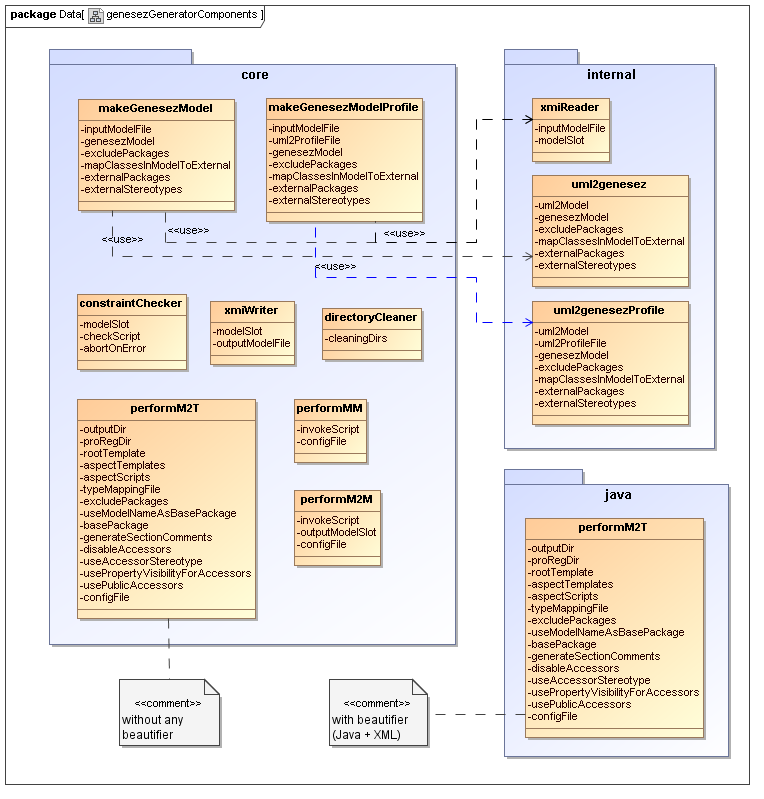 package Data[ genesezGeneratorComponents ]
core
makeGenesezModel
-inputModelFile
-genesezModel
-excludePackages
-mapClassesInModelToExternal
-externalPackages
-externalStereotypes
makeGenesezModelProfile
-inputModelFile
-uml2ProfileFile
-genesezModel
-excludePackages
-mapClassesInModelToExternal
-externalPackages
-externalStereotypes
<<use>>
<<use>>
<<use>>
<<use>>
constraintChecker
-modelSlot
-checkScript
-abortOnError
xmiWriter
-modelSlot
-outputModelFile
directoryCleaner
-cleaningDirs
performM2T
-outputDir
-proRegDir
-rootTemplate
-aspectTemplates
-aspectScripts
-typeMappingFile
-excludePackages
-useModelNameAsBasePackage
-basePackage
-generateSectionComments
-disableAccessors
-useAccessorStereotype
-usePropertyVisibilityForAccessors
-usePublicAccessors
-configFile
performMM
-invokeScript
-configFile
performM2M
-invokeScript
-outputModelSlot
-configFile
internal
xmiReader
-inputModelFile
-modelSlot
uml2genesez
-uml2Model
-genesezModel
-excludePackages
-mapClassesInModelToExternal
-externalPackages
-externalStereotypes
uml2genesezProfile
-uml2Model
-uml2ProfileFile
-genesezModel
-excludePackages
-mapClassesInModelToExternal
-externalPackages
-externalStereotypes
java
performM2T
-outputDir
-proRegDir
-rootTemplate
-aspectTemplates
-aspectScripts
-typeMappingFile
-excludePackages
-useModelNameAsBasePackage
-basePackage
-generateSectionComments
-disableAccessors
-useAccessorStereotype
-usePropertyVisibilityForAccessors
-usePublicAccessors
-configFile
<<comment>>
without any
beautifier
<<comment>>
with beautifier
(Java + XML)